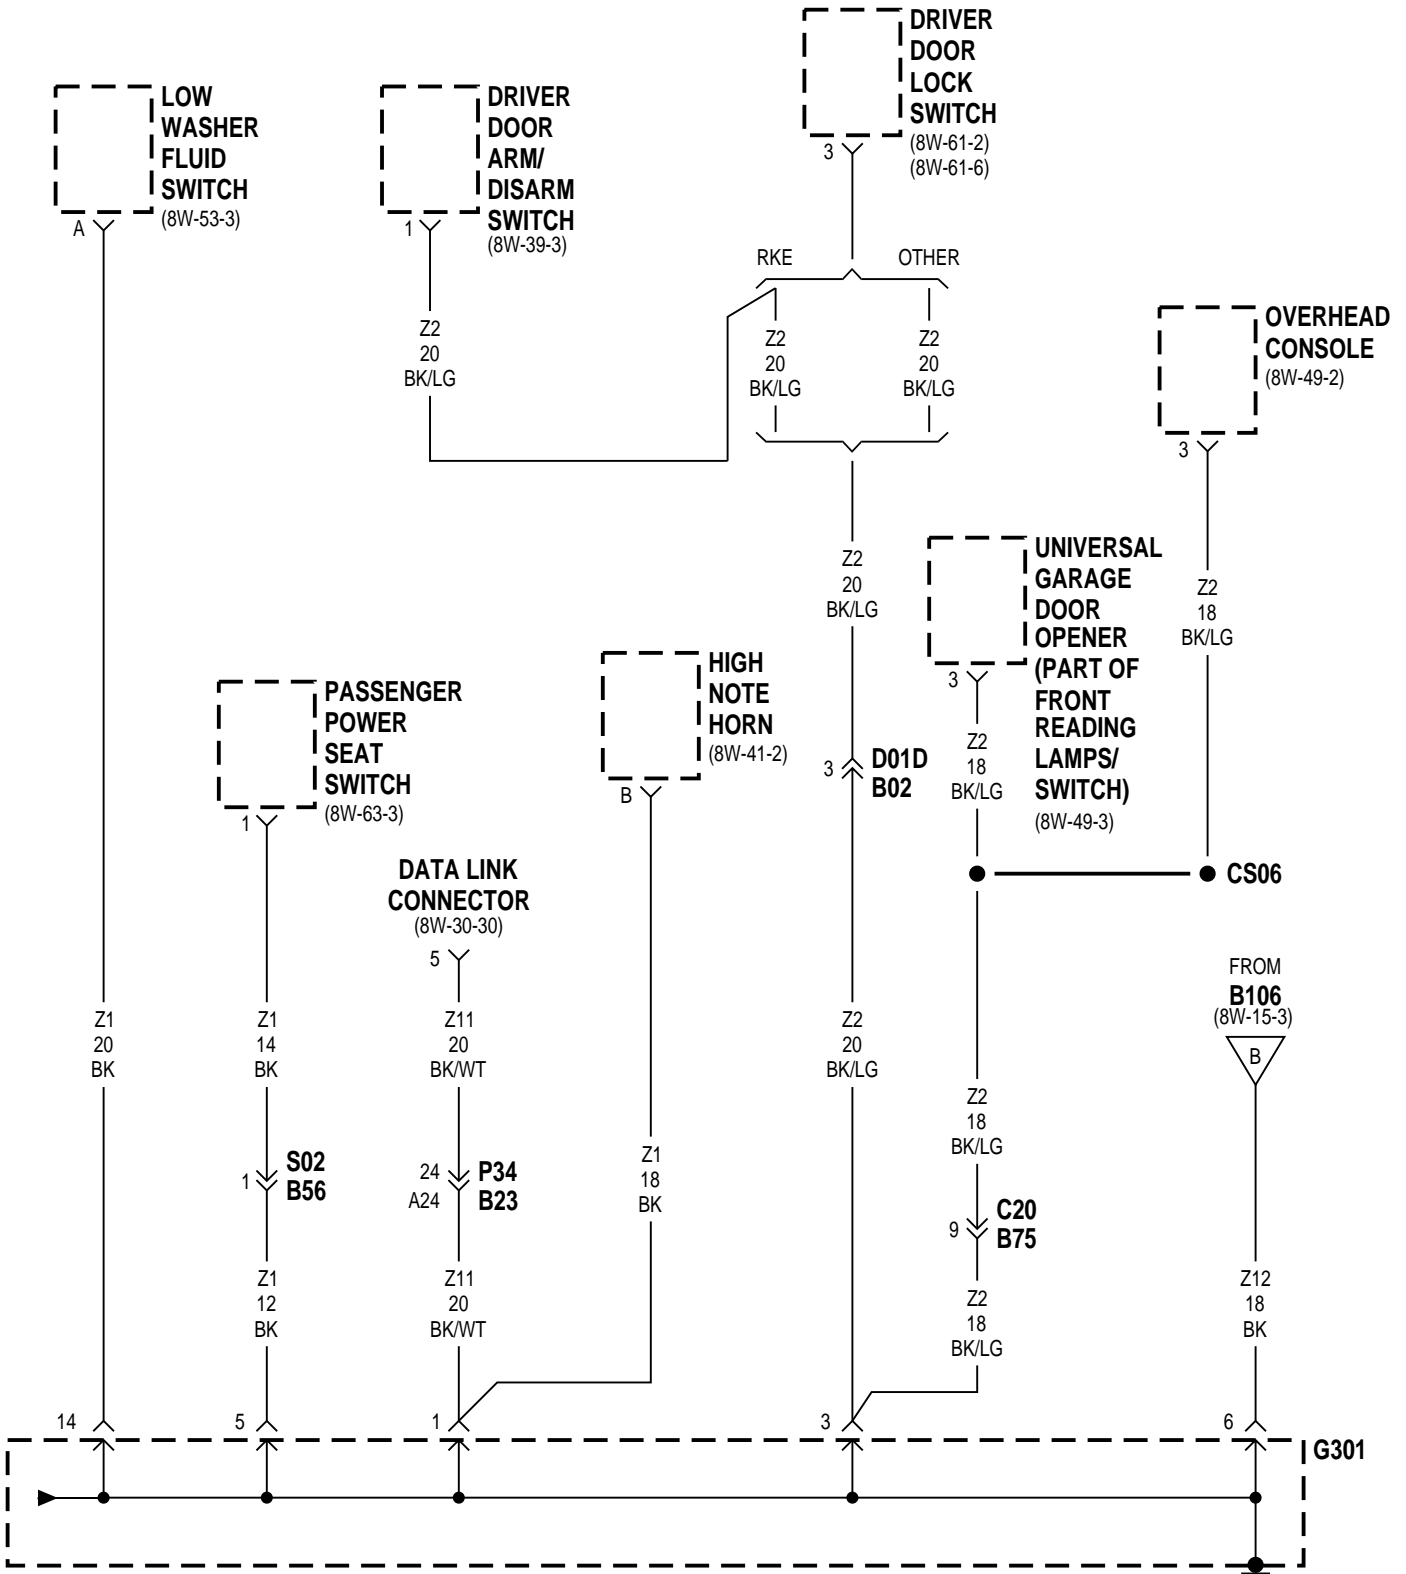 DRIVER
DOOR
LOCK
SWITCH
(8W-61-2)
(8W-61-6)
3
LOW
WASHER
FLUID
SWITCH
(8W-53-3)
A
DRIVER
DOOR
ARM/
DISARM
SWITCH
(8W-39-3)
1
RKE
OTHER
Z2
20
BK/LG
Z2
20
BK/LG
Z2
20
BK/LG
OVERHEAD
CONSOLE
(8W-49-2)
3
Z2
20
BK/LG
UNIVERSAL
GARAGE
DOOR
OPENER
(PART OF
FRONT
READING
LAMPS/
SWITCH)
(8W-49-3)
3
Z2
18
BK/LG
Z2
18
BK/LG
HIGH
NOTE
HORN
(8W-41-2)
B
PASSENGER
POWER
SEAT
SWITCH
(8W-63-3)
1
3
D01D
B02
DATA LINK
CONNECTOR
(8W-30-30)
5
CS06
FROM
B106
(8W-15-3)
B
Z1
20
BK
Z1
14
BK
Z11
20
BK/WT
Z2
20
BK/LG
Z2
18
BK/LG
Z1
18
BK
1
S02
B56
24
A24
P34
B23
9
C20
B75
Z1
12
BK
Z11
20
BK/WT
Z2
18
BK/LG
Z12
18
BK
14
5
1
3
6
G301